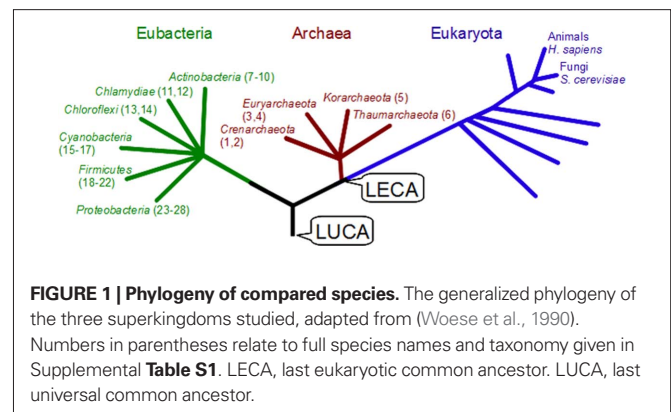 Eubacteria
Archaea
Eukaryota
Actinobacteria (7-10)
Chlamydiae (11,12)
Chloroflexi (13,14)
Cyanobacteria
(15-17)
Firmicutes
(18-22)
Proteobacteria (23-28)
Korarchaeota (5)
Euryarchaeota
(3,4)
Thaumarchaeota (6)
Crenarchaeota
(1,2)
Animals
H. sapiens
Fungi
S. cerevisiae
LECA
LUCA
FIGURE 1 | Phylogeny of compared species. The generalized phylogeny of
the three superkingdoms studied, adapted from (Woese et al., 1990).
Numbers in parentheses relate to full species names and taxonomy given in
Supplemental Table S1. LECA, last eukaryotic common ancestor. LUCA, last
universal common ancestor.